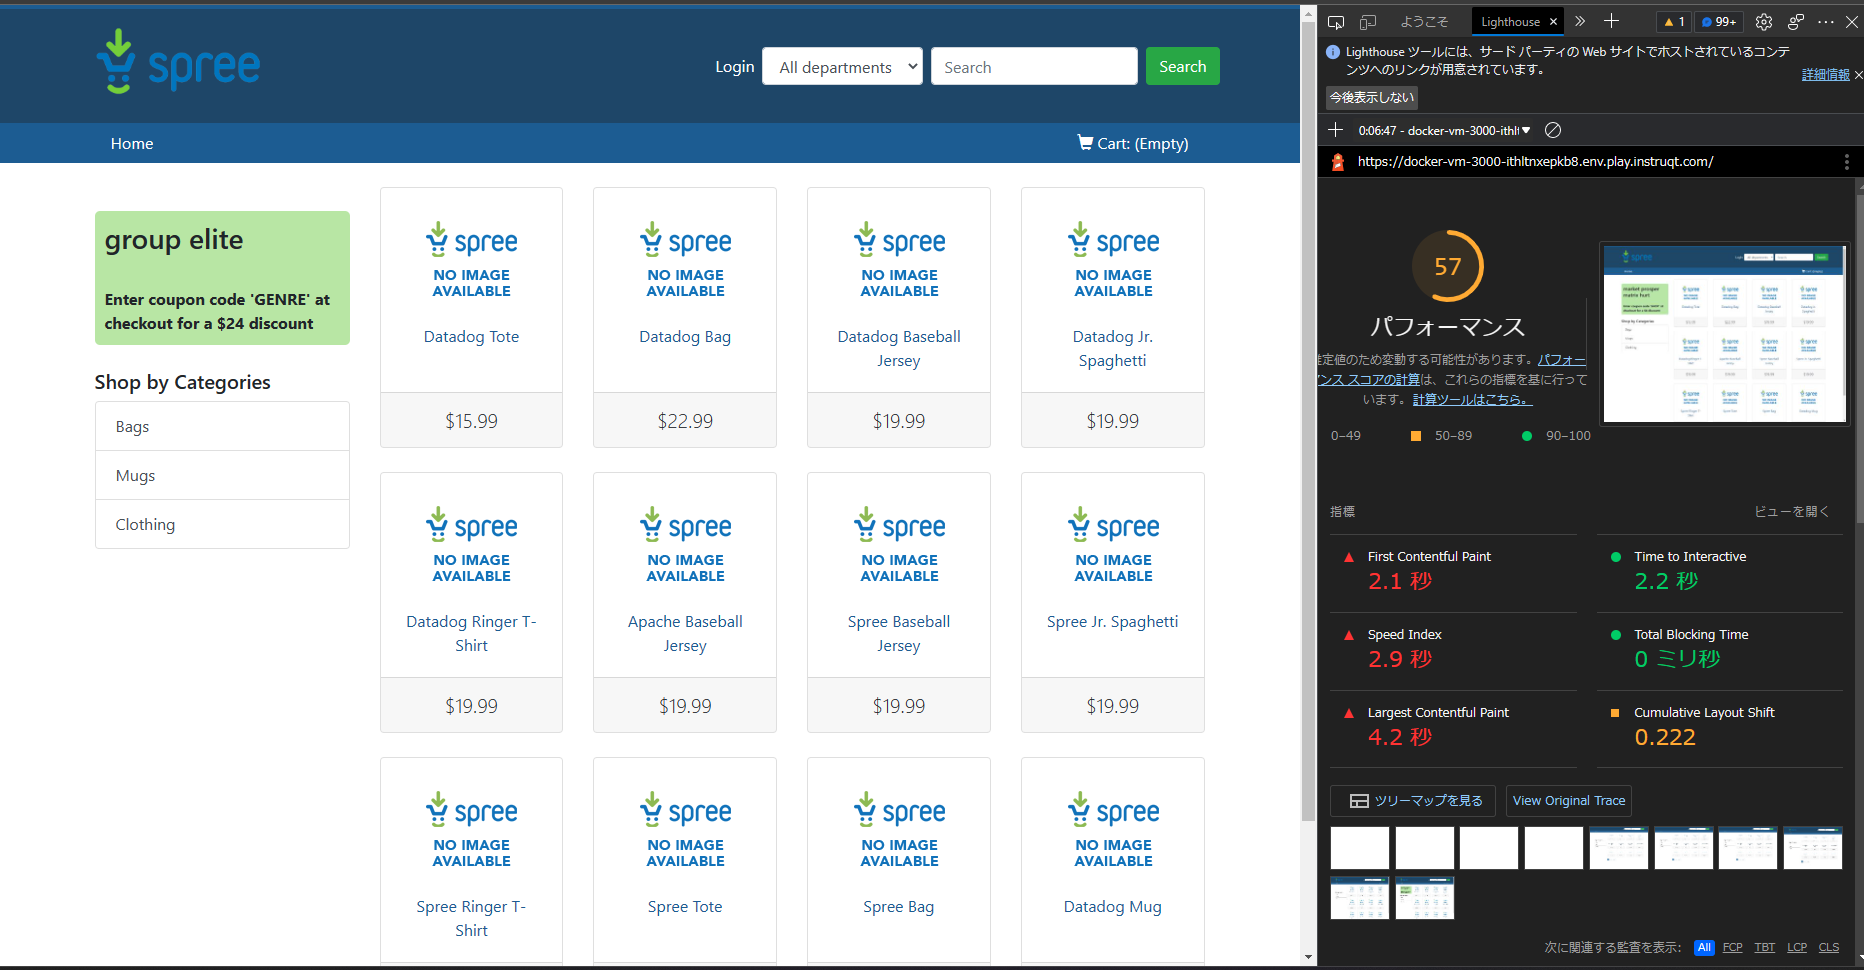 spree
Login
All departments
Search
Search
Home
Cart: (Empty)
group elite
Enter coupon code 'GENRE' at
checkout for a $24 discount
Shop by Categories
Bags
Mugs
Clothing
spree
NO IMAGE
AVAILABLE
Datadog Tote
$15.99
spree
NO IMAGE
AVAILABLE
Datadog Bag
$22.99
spree
NO IMAGE
AVAILABLE
Datadog Baseball
Jersey
$19.99
spree
NO IMAGE
AVAILABLE
Datadog Jr.
Spaghetti
$19.99
spree
NO IMAGE
AVAILABLE
Datadog Ringer T-
Shirt
$19.99
spree
NO IMAGE
AVAILABLE
Apache Baseball
Jersey
$19.99
spree
NO IMAGE
AVAILABLE
Spree Baseball
Jersey
$19.99
spree
NO IMAGE
AVAILABLE
Spree Jr. Spaghetti
$19.99
spree
NO IMAGE
AVAILABLE
Spree Ringer T-
Shirt
spree
NO IMAGE
AVAILABLE
Spree Tote
spree
NO IMAGE
AVAILABLE
Spree Bag
spree
NO IMAGE
AVAILABLE
Datadog Mug
ようこそ
Lighthouse
1
99+
Lighthouse ツールには、サード パーティの Web サイトでホストされているコンテ
ンツへのリンクが用意されています。
詳細情報
今後表示しない
0:06:47 - docker-vm-3000-ithlt
https://docker-vm-3000-ithltnxepkb8.env.play.instruqt.com/
57
パフォーマンス
推定値のため変動する可能性があります。パフォー
マンス スコアの計算は、これらの指標を基に行って
います。計算ツールはこちら。
0–49
50–89
90–100
指標
ビューを開く
First Contentful Paint
2.1 秒
Time to Interactive
2.2 秒
Speed Index
2.9 秒
Total Blocking Time
0 ミリ秒
Largest Contentful Paint
4.2 秒
Cumulative Layout Shift
0.222
ツリーマップを見る
View Original Trace
次に関連する監査を表示:
All
FCP
TBT
LCP
CLS